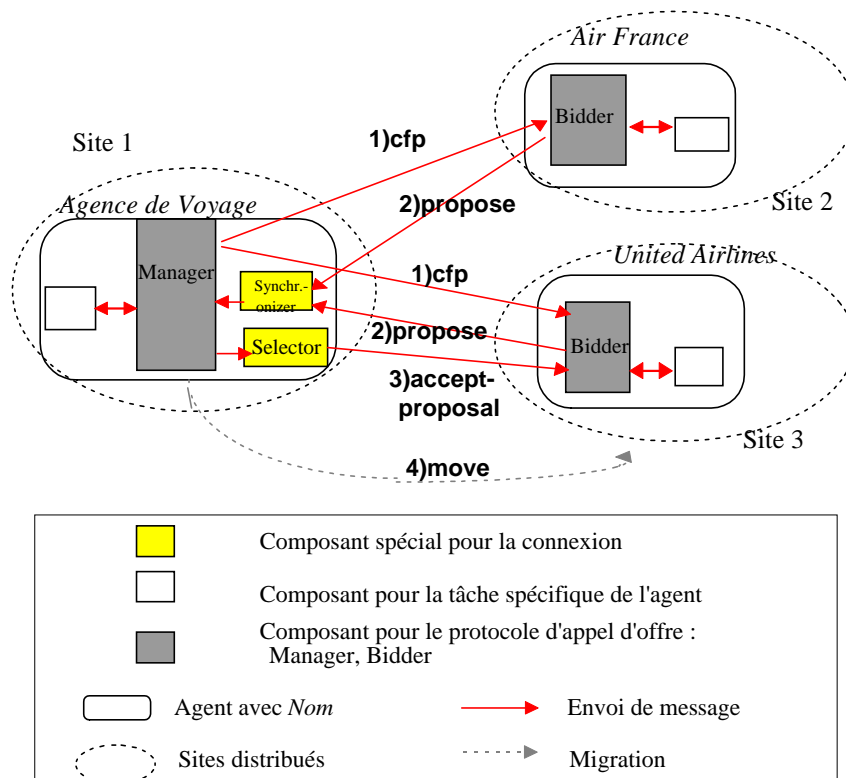 Air France
Bidder
Site 1
1)cfp
2)propose
Site 2
Agence de Voyage
United Airlines
Manager
1)cfp
Synchr.-
onizer
2)propose
Bidder
Selector
3)accept-
proposal
Site 3
4)move
Composant spécial pour la connexion
Composant pour la tâche spécifique de l'agent
Composant pour le protocole d'appel d'offre :
Manager, Bidder
Agent avec Nom
Envoi de message
Sites distribués
Migration